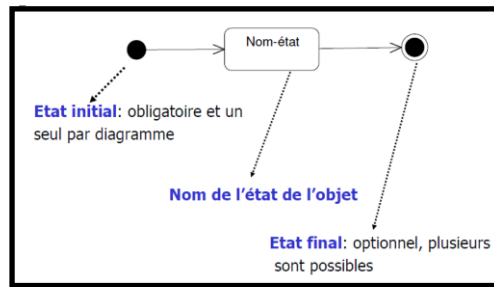 Nom-état
Etat initial: obligatoire et un
seul par diagramme
Nom de l'état de l'objet
Etat final: optionnel, plusieurs
sont possibles